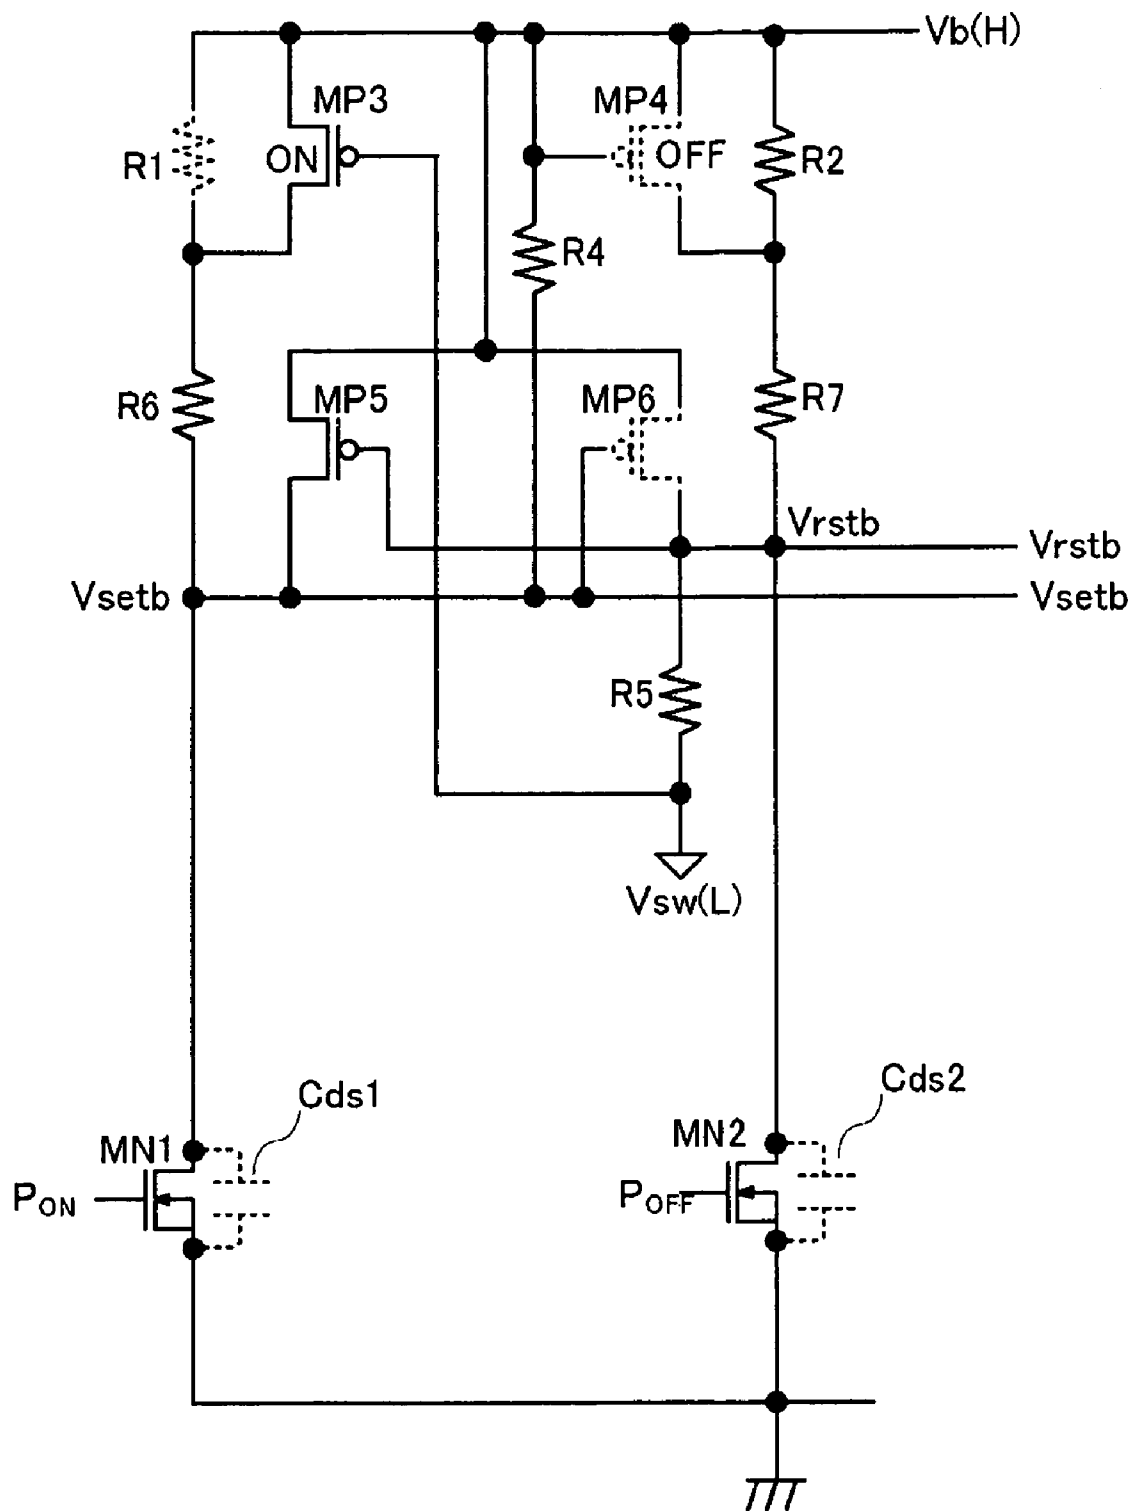 Vb(H)
MP3
MP4
R1
ON
OFF
R2
R4
R6
MP5
MP6
R7
Vrstb
Vrstb
Vsetb
Vsetb
R5
Vsw(L)
Cds1
Cds2
MN1
MN2
PON
POFF